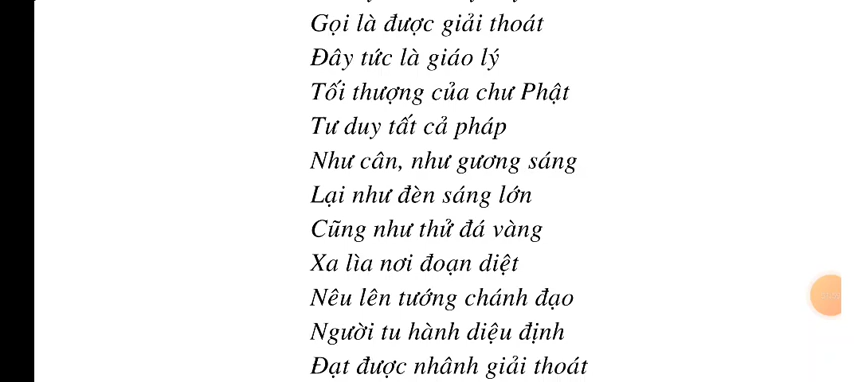 Gọi là được giải thoát
Đây tức là giáo lý
Tối thượng của chư Phật
Tư duy tất cả pháp
Như cân, như gương sáng
Lại như đèn sáng lớn
Cũng như thử đá vàng
Xa lìa nơi đoạn diệt
Nêu lên tướng chánh đạo
Người tu hành diệu định
Đạt được nhânh giải thoát